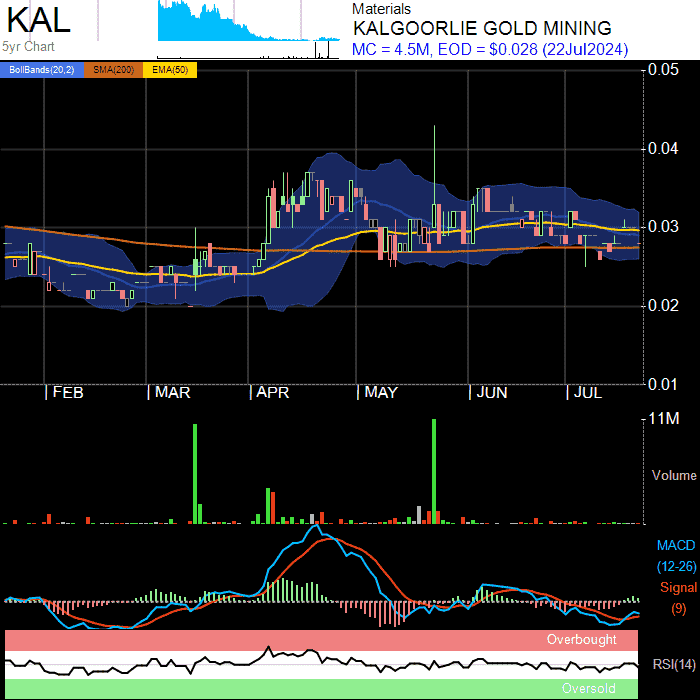 KAL
5yr Chart
Materials
KALGOORLIE GOLD MINING
MC = 4.5M, EOD = $0.028 (22Jul2024)
BollBands(20,2) SMA(200) EMA(50)
0.05
0.04
0.03
0.02
0.01
FEB MAR APR MAY JUN JUL
11M
Volume
MACD
(12-26)
Signal
(9)
Overbought
RSI(14)
Oversold